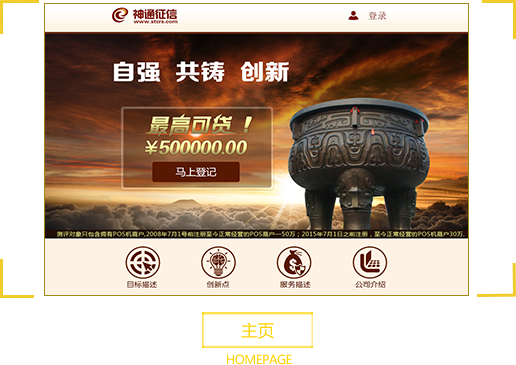 神通征信
www.stcrs.com
登录
自强 共铸 创新
最高可贷！
¥500000.00
马上登记
测评对象只包含拥有POS机商户,2008年7月1号前注册至今正常经营的POS商户—50万；2015年7月1日之前注册，至今正常经营的POS商户30万.
目标描述
创新点
服务描述
公司介绍
主页
HOMEPAGE